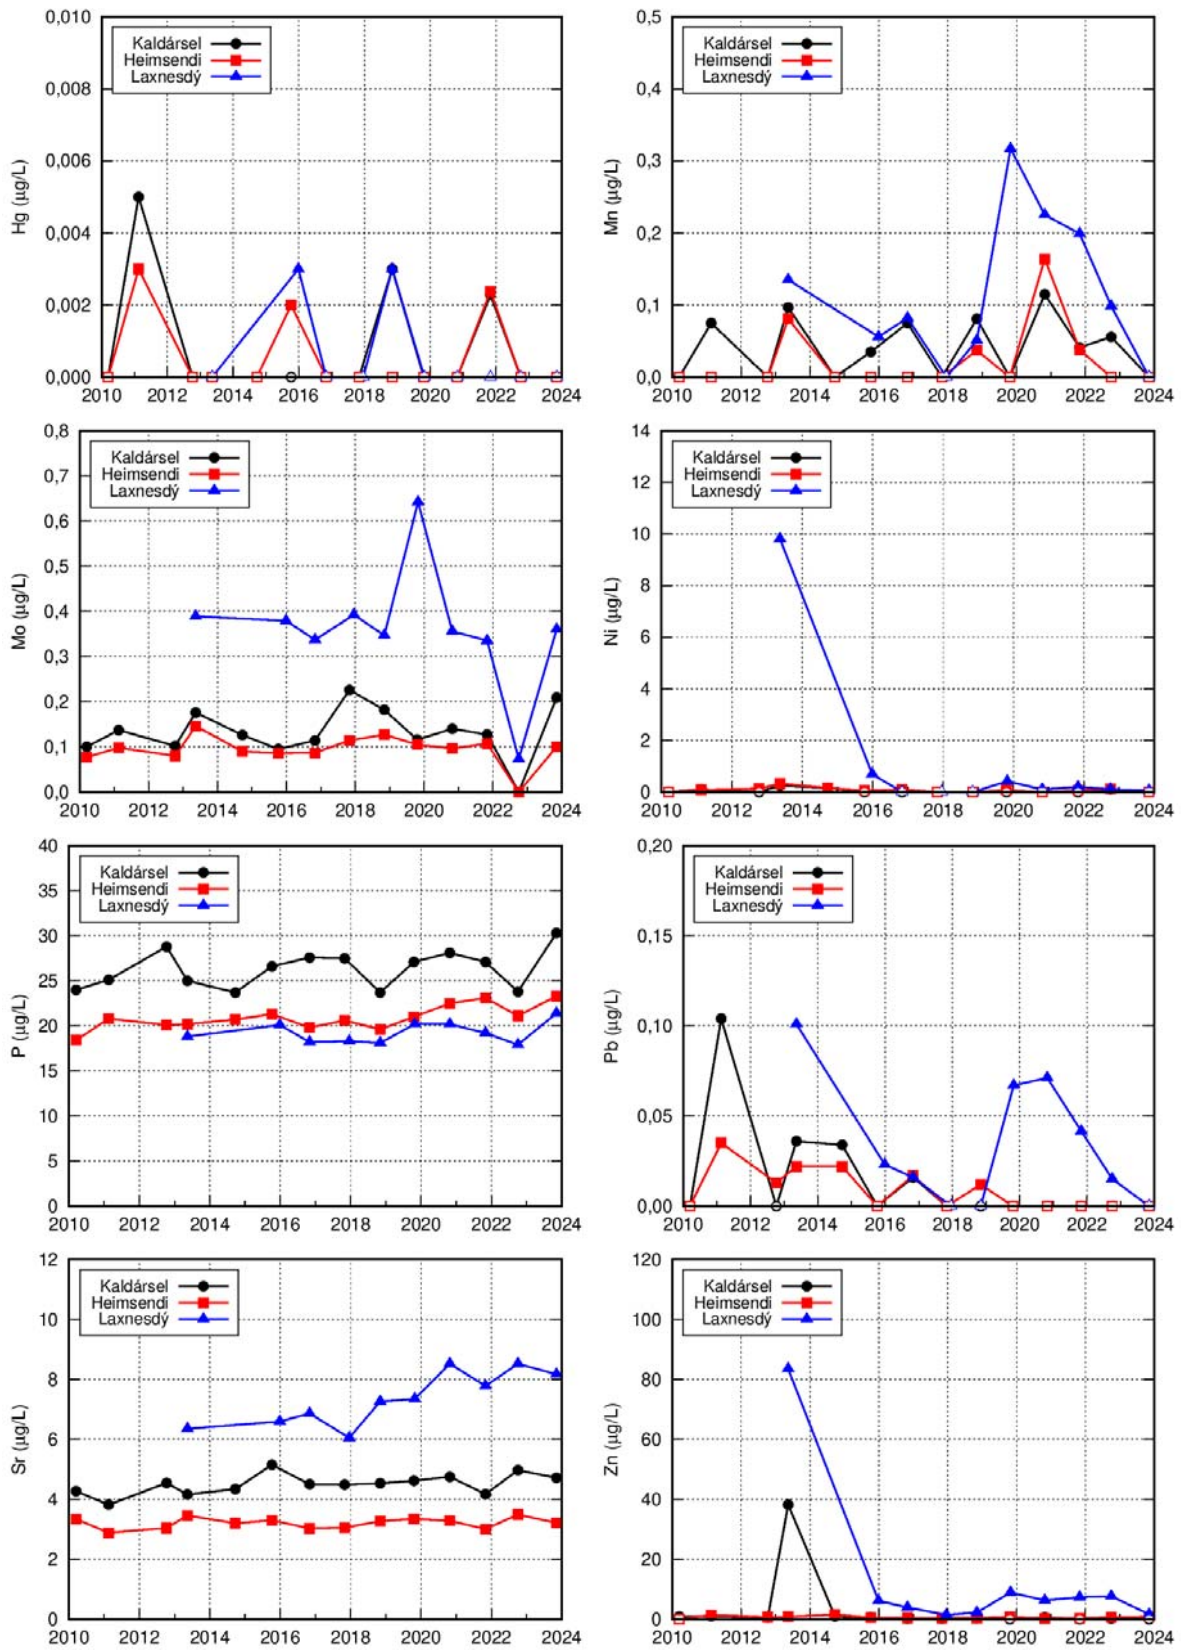 Hg (µg/L)
0,010
0,008
0,006
0,004
0,002
0,000
Kaldársel
Heimsendi
Laxnesdý
2010 2012 2014 2016 2018 2020 2022 2024
Mn (µg/L)
0,5
0,4
0,3
0,2
0,1
0,0
Kaldársel
Heimsendi
Laxnesdý
2010 2012 2014 2016 2018 2020 2022 2024
Mo (µg/L)
0,8
0,7
0,6
0,5
0,4
0,3
0,2
0,1
0,0
Kaldársel
Heimsendi
Laxnesdý
2010 2012 2014 2016 2018 2020 2022 2024
Ni (µg/L)
14
12
10
8
6
4
2
0
Kaldársel
Heimsendi
Laxnesdý
2010 2012 2014 2016 2018 2020 2022 2024
P (µg/L)
40
35
30
25
20
15
10
5
0
Kaldársel
Heimsendi
Laxnesdý
2010 2012 2014 2016 2018 2020 2022 2024
Pb (µg/L)
0,20
0,15
0,10
0,05
0,00
Kaldársel
Heimsendi
Laxnesdý
2010 2012 2014 2016 2018 2020 2022 2024
Sr (µg/L)
12
10
8
6
4
2
0
Kaldársel
Heimsendi
Laxnesdý
2010 2012 2014 2016 2018 2020 2022 2024
Zn (µg/L)
120
100
80
60
40
20
0
Kaldársel
Heimsendi
Laxnesdý
2010 2012 2014 2016 2018 2020 2022 2024